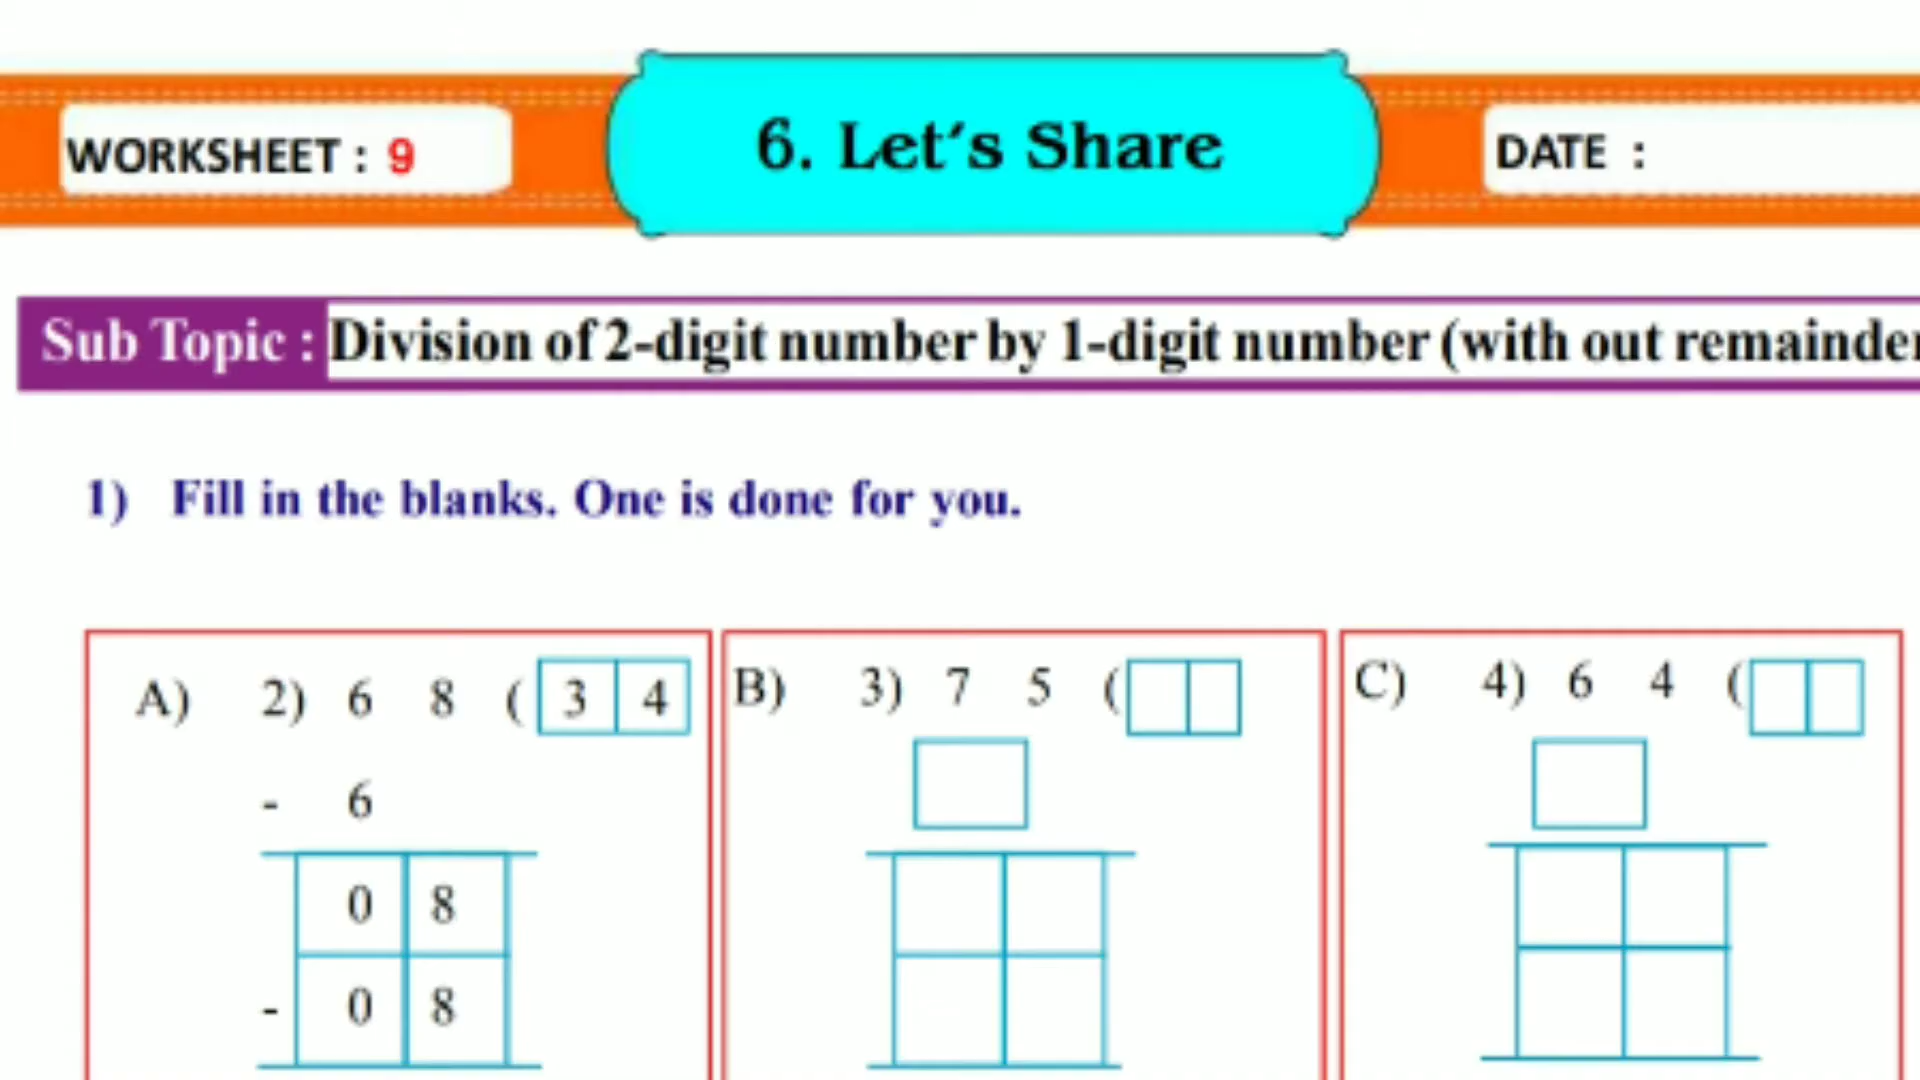 WORKSHEET : 9
6. Let's Share
DATE :
Sub Topic : Division of 2-digit number by 1-digit number (with out remainder
1) Fill in the blanks. One is done for you.
A) 2) 6 8 ( 3 4
- 6
0 8
- 0 8
B) 3) 7 5 (
C) 4) 6 4 (